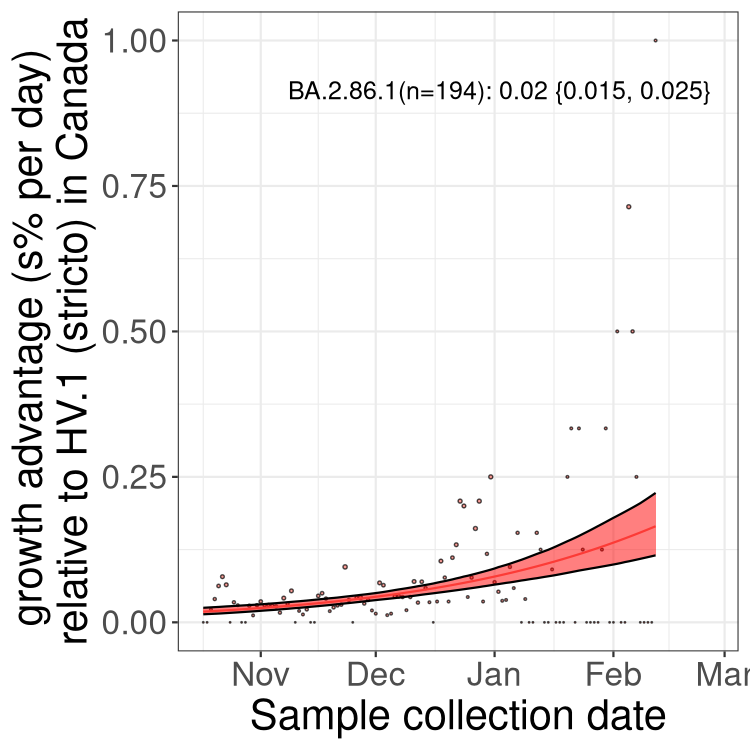 growth advantage (s% per day)
relative to HV.1 (stricto) in Canada
1.00
0.75
0.50
0.25
0.00
BA.2.86.1(n=194): 0.02 {0.015, 0.025}
Nov Dec Jan Feb Mar
Sample collection date